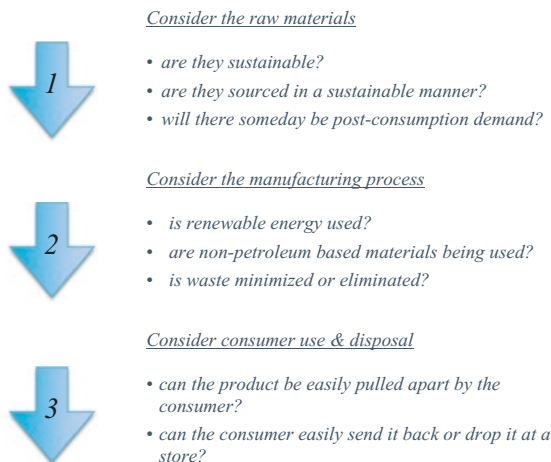 Consider the raw materials
1
• are they sustainable?
• are they sourced in a sustainable manner?
• will there someday be post-consumption demand?
Consider the manufacturing process
2
• is renewable energy used?
• are non-petroleum based materials being used?
• is waste minimized or eliminated?
Consider consumer use & disposal
3
• can the product be easily pulled apart by the
consumer?
• can the consumer easily send it back or drop it at a
store?